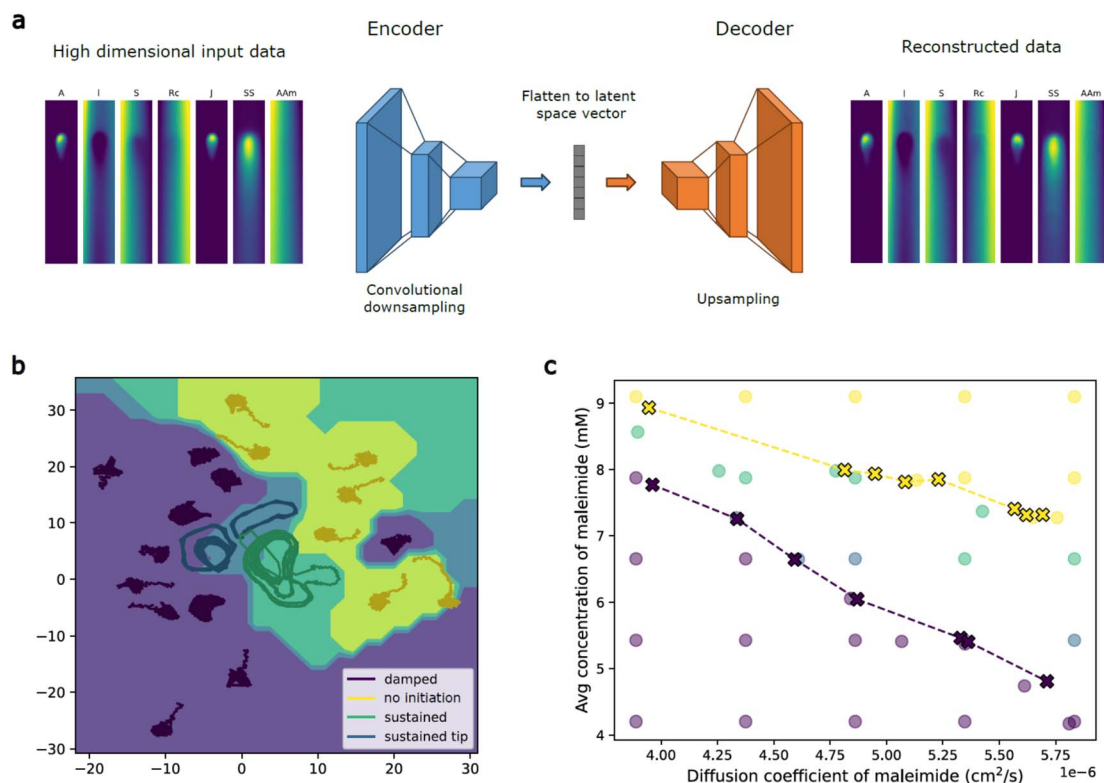 a
High dimensional input data
Encoder
Decoder
Reconstructed data
A I S Rc J SS AAm
Flatten to latent
space vector
A I S Rc J SS AAm
Convolutional
downsampling
Upsampling
b
30
20
10
0
−10
−20
−30
−20 −10 0 10 20 30
damped
no initiation
sustained
sustained tip
c
Avg concentration of maleimide (mM)
9
8
7
6
5
4
4.00 4.25 4.50 4.75 5.00 5.25 5.50 5.75
1e−6
Diffusion coefficient of maleimide (cm²/s)